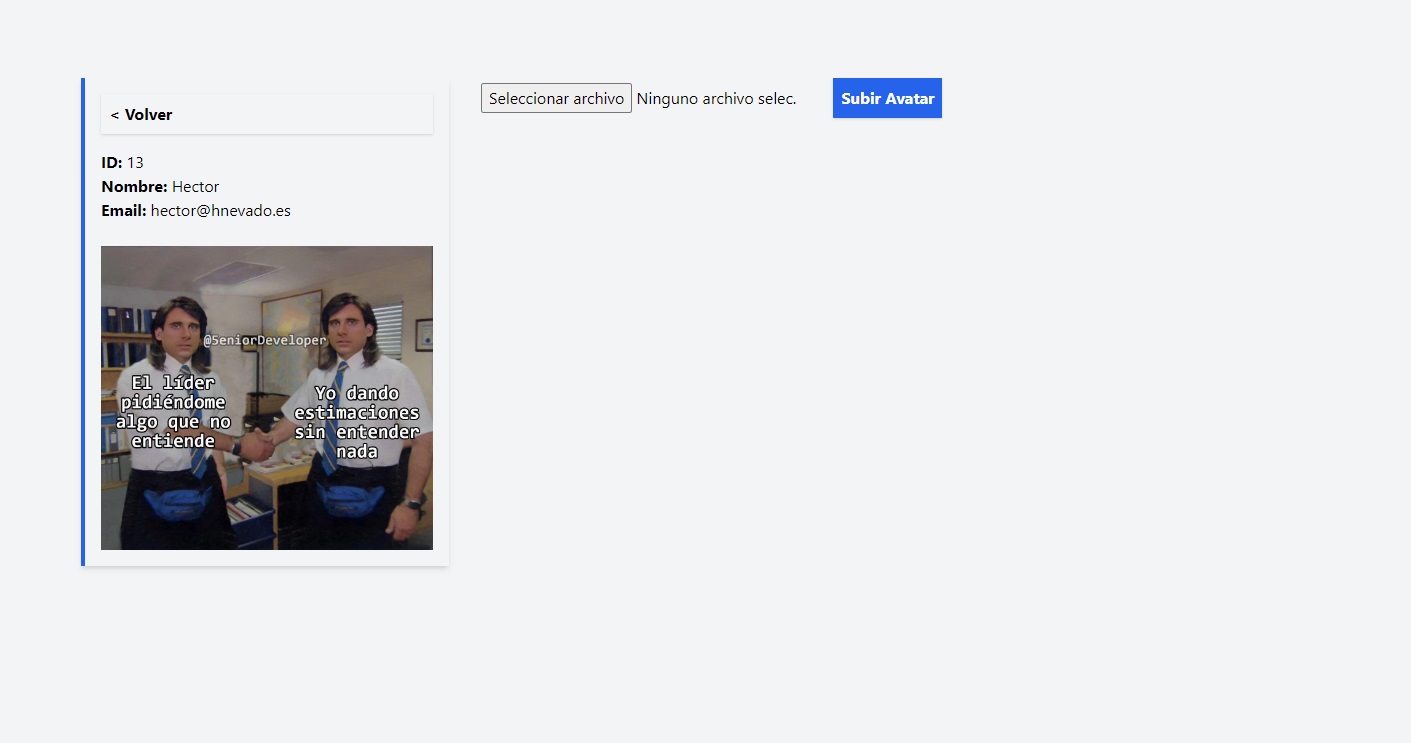 < Volver
Seleccionar archivo Ninguno archivo selec.
Subir Avatar
ID: 13
Nombre: Hector
Email: hector@hnevado.es
@SeniorDeveloper
El líder
pidiéndome
algo que no
entiende
Yo dando
estimaciones
sin entender
nada